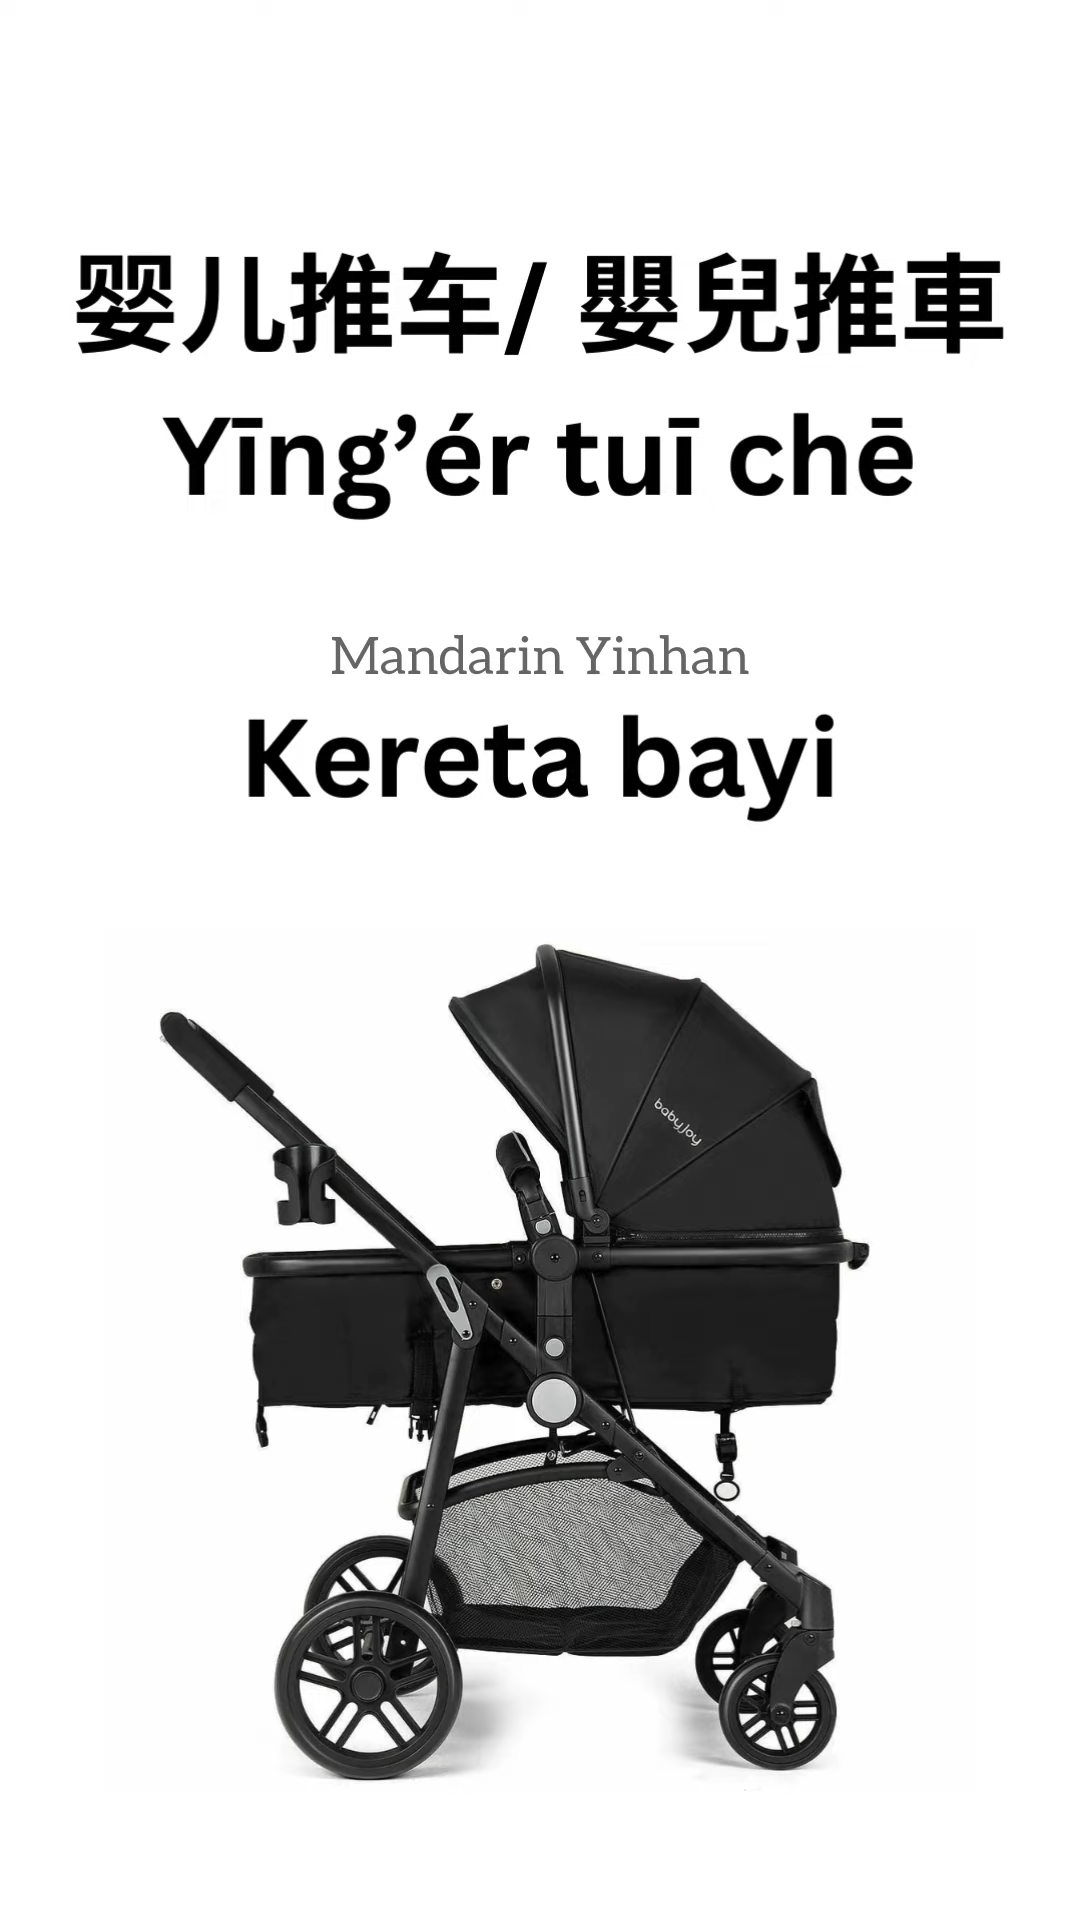 婴儿推车/ 嬰兒推車
Yīng’ér tuī chē
Mandarin Yinhan
Kereta bayi
babyjoy